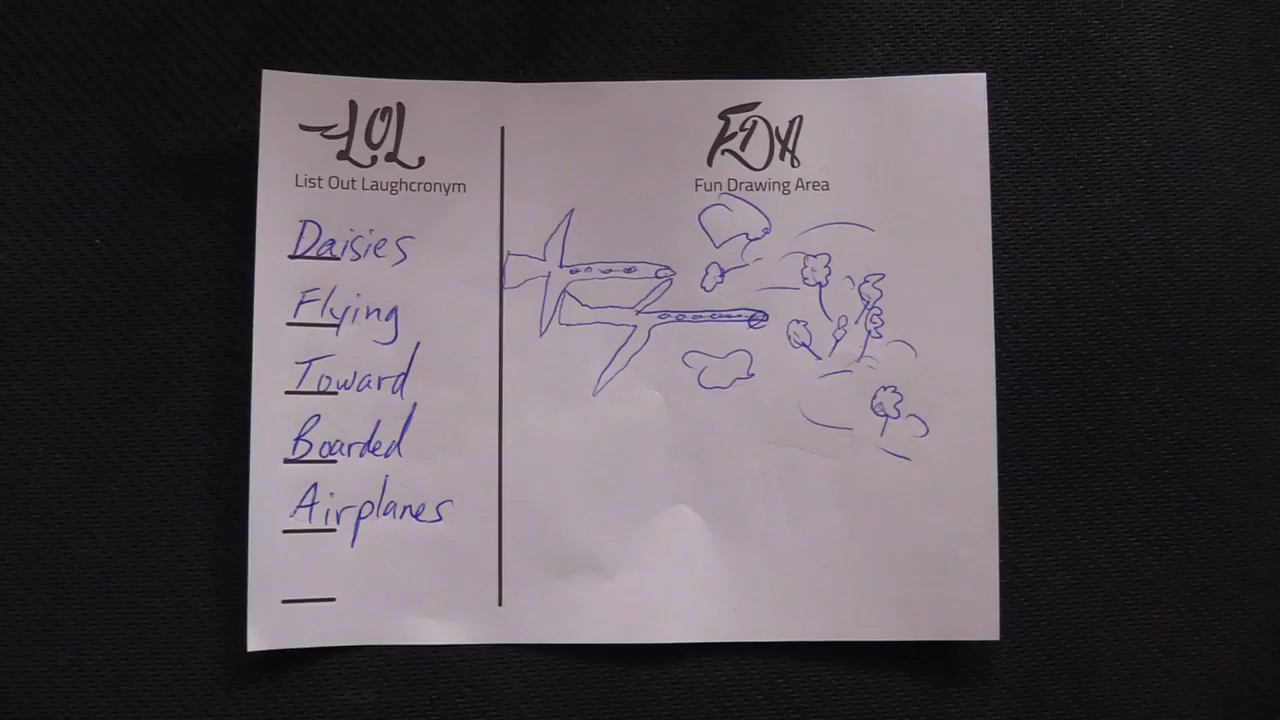 LOL
List Out Laughcronym
Daisies
Flying
Toward
Boarded
Airplanes
FDA
Fun Drawing Area